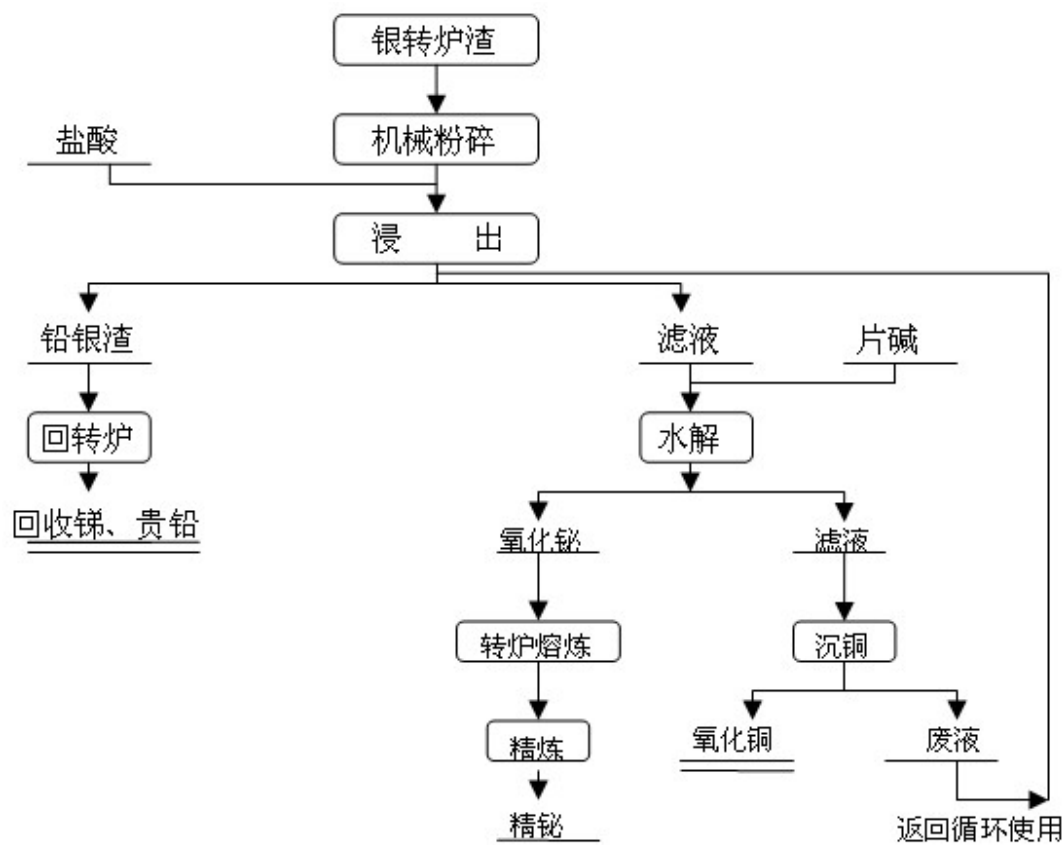 银转炉渣
盐酸
机械粉碎
浸 出
铅银渣
滤液
片碱
回转炉
水解
回收锑、贵铅
氧化铋
滤液
转炉熔炼
沉铜
精炼
氧化铜
废液
精铋
返回循环使用